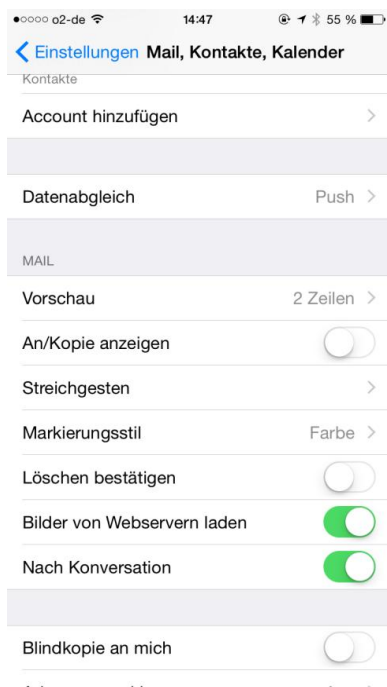 o2-de 14:47 55 %
Einstellungen Mail, Kontakte, Kalender
Kontakte
Account hinzufügen
Datenabgleich Push
MAIL
Vorschau 2 Zeilen
An/Kopie anzeigen
Streichgesten
Markierungsstil Farbe
Löschen bestätigen
Bilder von Webservern laden
Nach Konversation
Blindkopie an mich